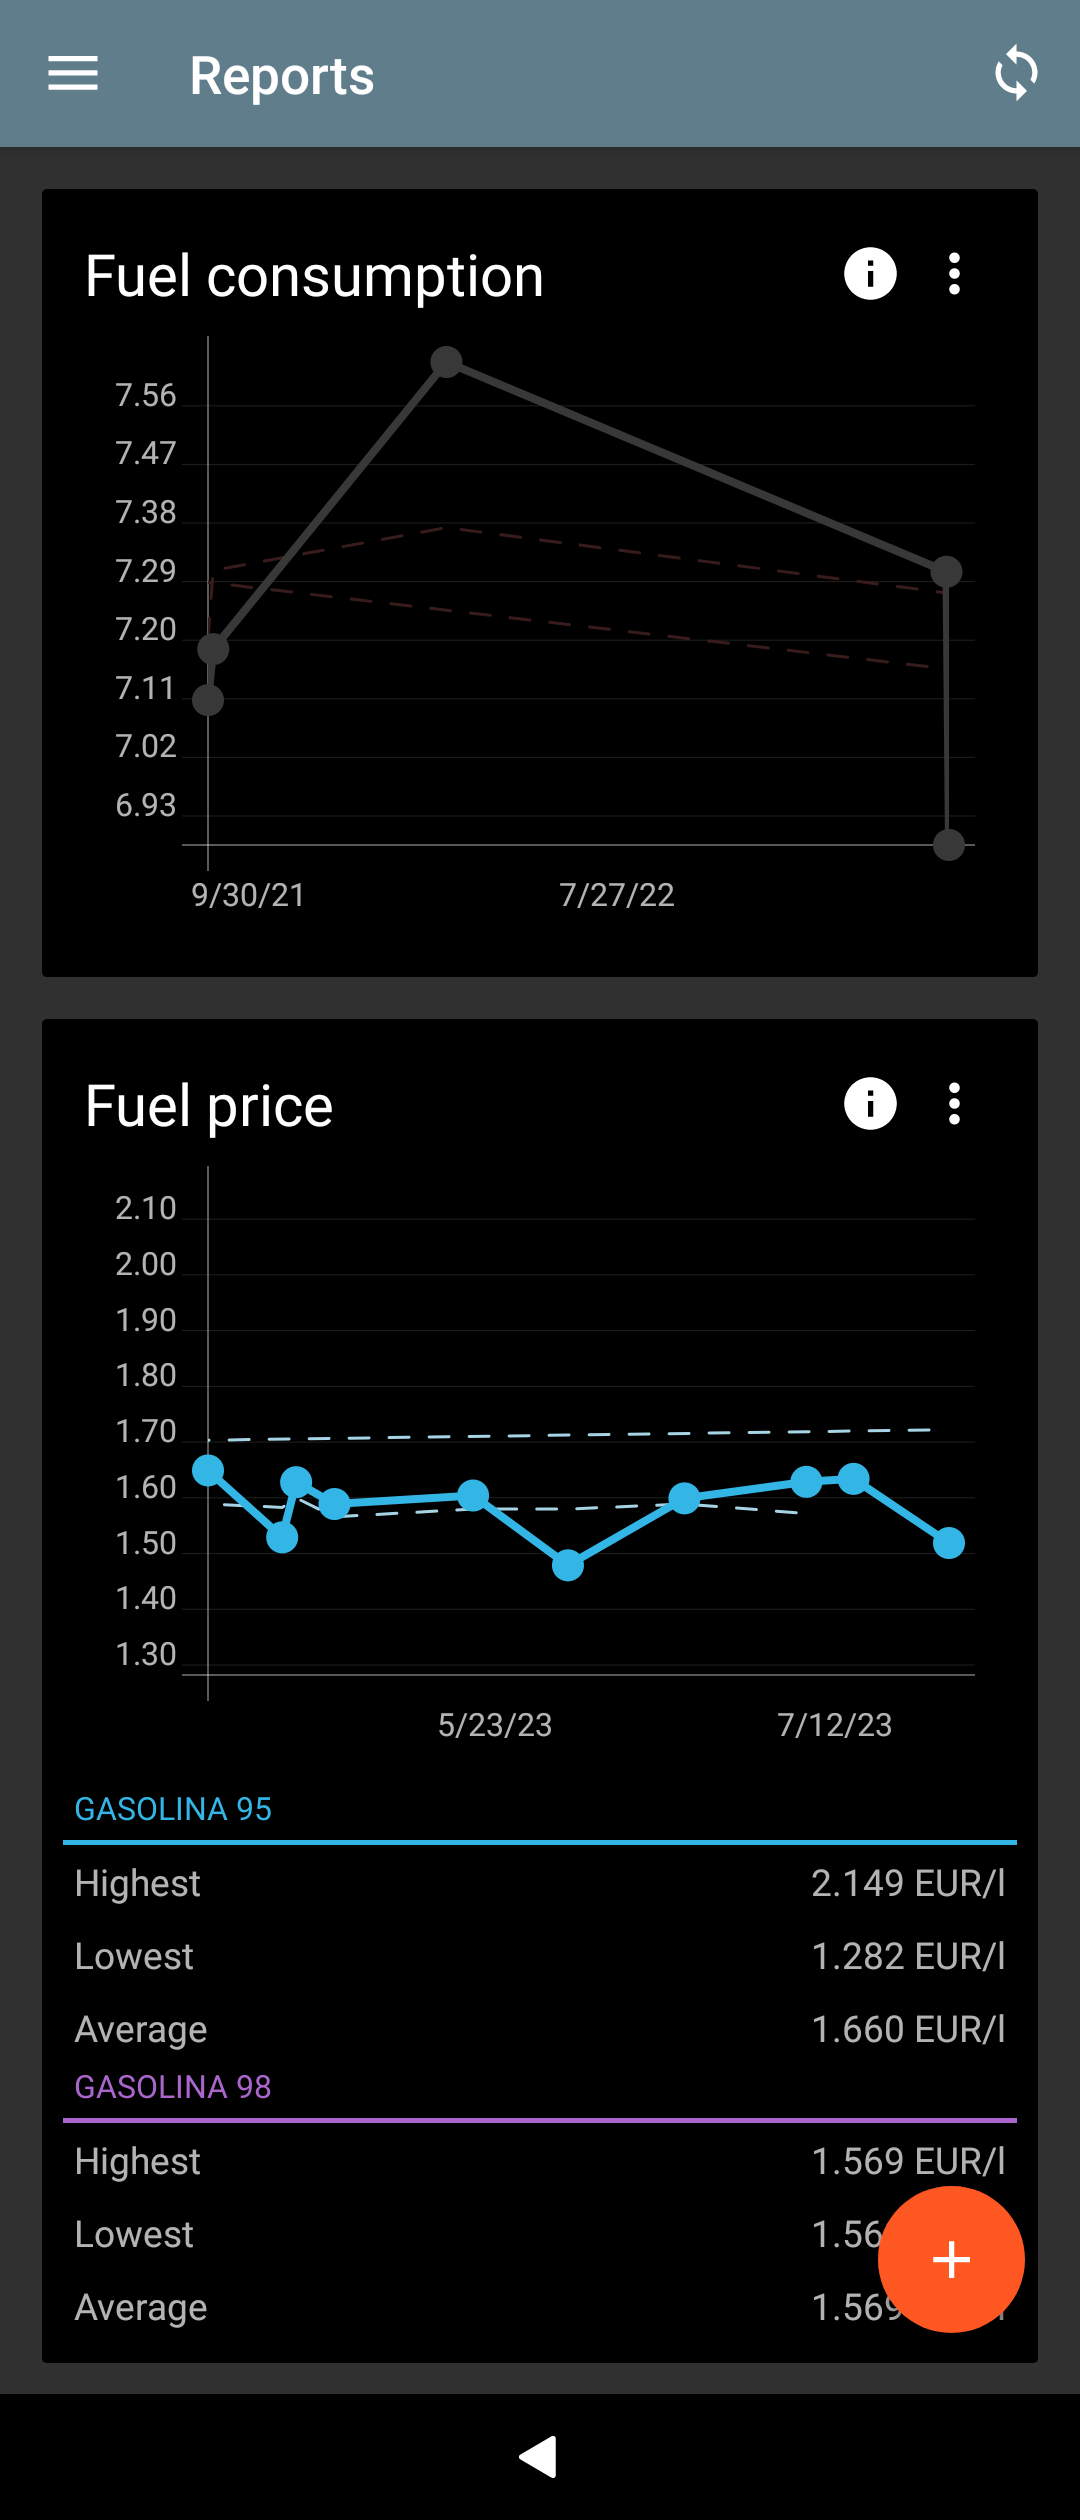 Reports
Fuel consumption
7.56
7.47
7.38
7.29
7.20
7.11
7.02
6.93
9/30/21 7/27/22
Fuel price
2.10
2.00
1.90
1.80
1.70
1.60
1.50
1.40
1.30
5/23/23 7/12/23
GASOLINA 95
Highest 2.149 EUR/l
Lowest 1.282 EUR/l
Average 1.660 EUR/l
GASOLINA 98
Highest 1.569 EUR/l
Lowest 1.56
Average 1.569